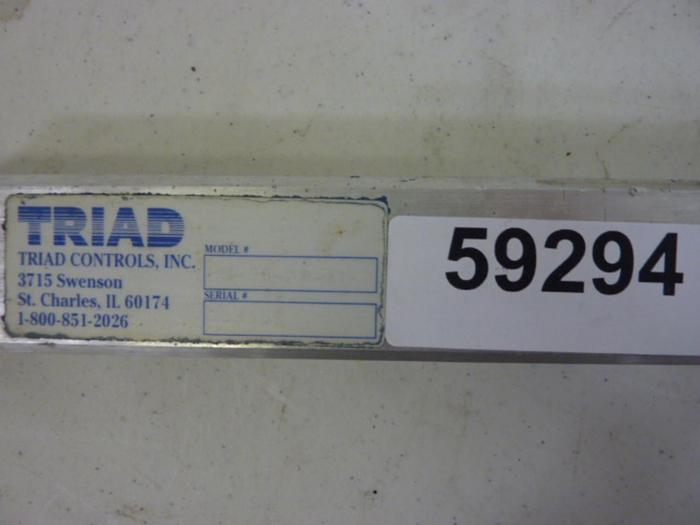 TRIAD
TRIAD CONTROLS, INC.
3715 Swenson
St. Charles, IL 60174
1-800-851-2026
MODEL #
SERIAL #
59294